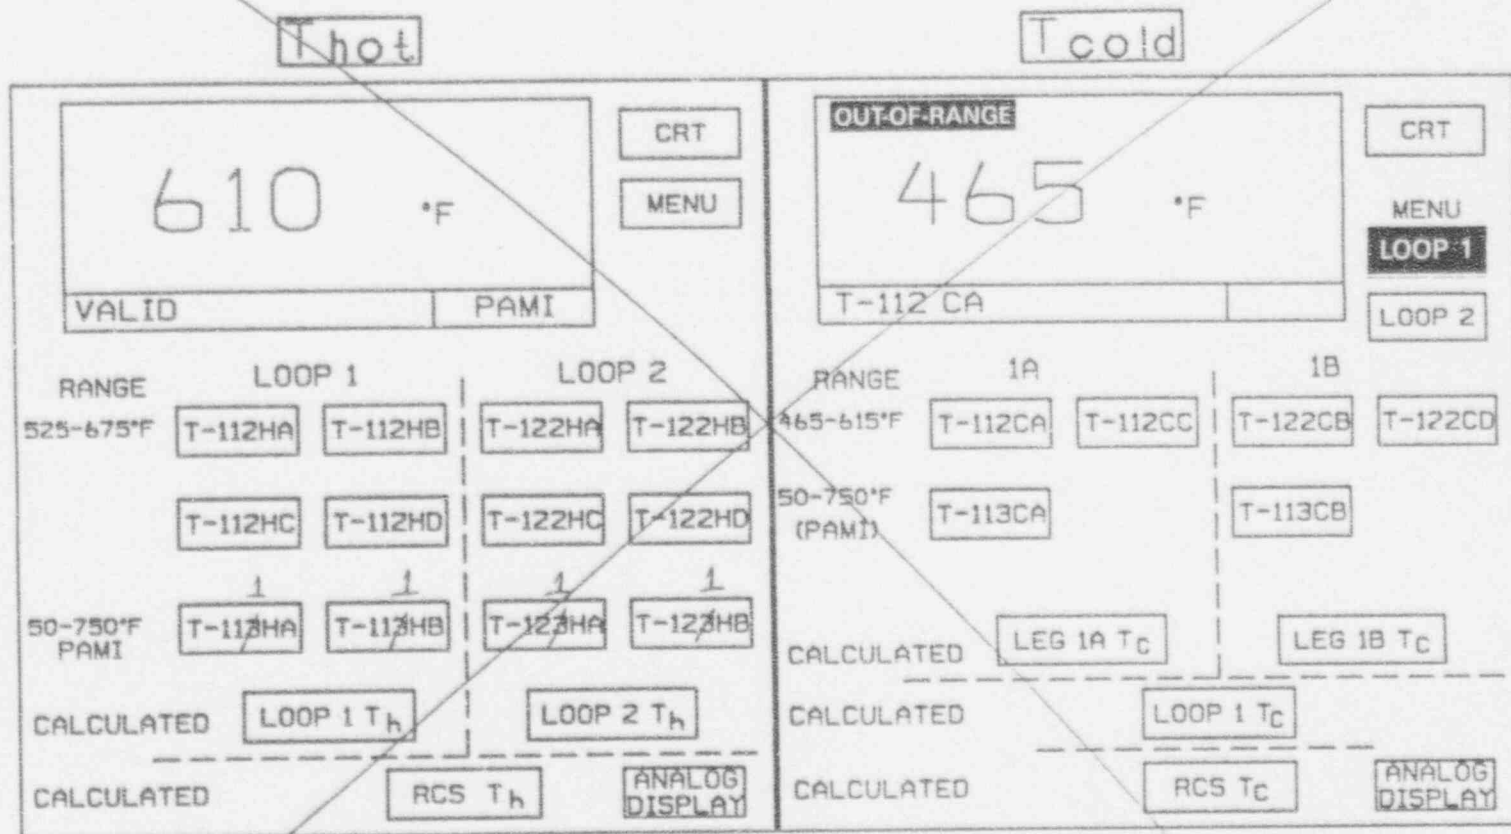 Thot
CRT
MENU
610 °F
VALID PAMI
RANGE LOOP 1 LOOP 2
525-675°F T-112HA T-112HB T-122HA T-122HB
T-112HC T-112HD T-122HC T-122HD
1 1 1 1
50-750°F PAMI T-113HA T-113HB T-123HA T-123HB
CALCULATED LOOP 1 Th LOOP 2 Th
CALCULATED RCS Th ANALOG DISPLAY
Tcold
OUT-OF-RANGE
CRT
465 °F
MENU
LOOP 1
T-112 CA
LOOP 2
RANGE 1A 1B
465-615°F T-112CA T-112CC T-122CB T-122CD
50-750°F (PAMI) T-113CA T-113CB
CALCULATED LEG 1A TC LEG 1B TC
CALCULATED LOOP 1 TC
CALCULATED RCS TC ANALOG DISPLAY